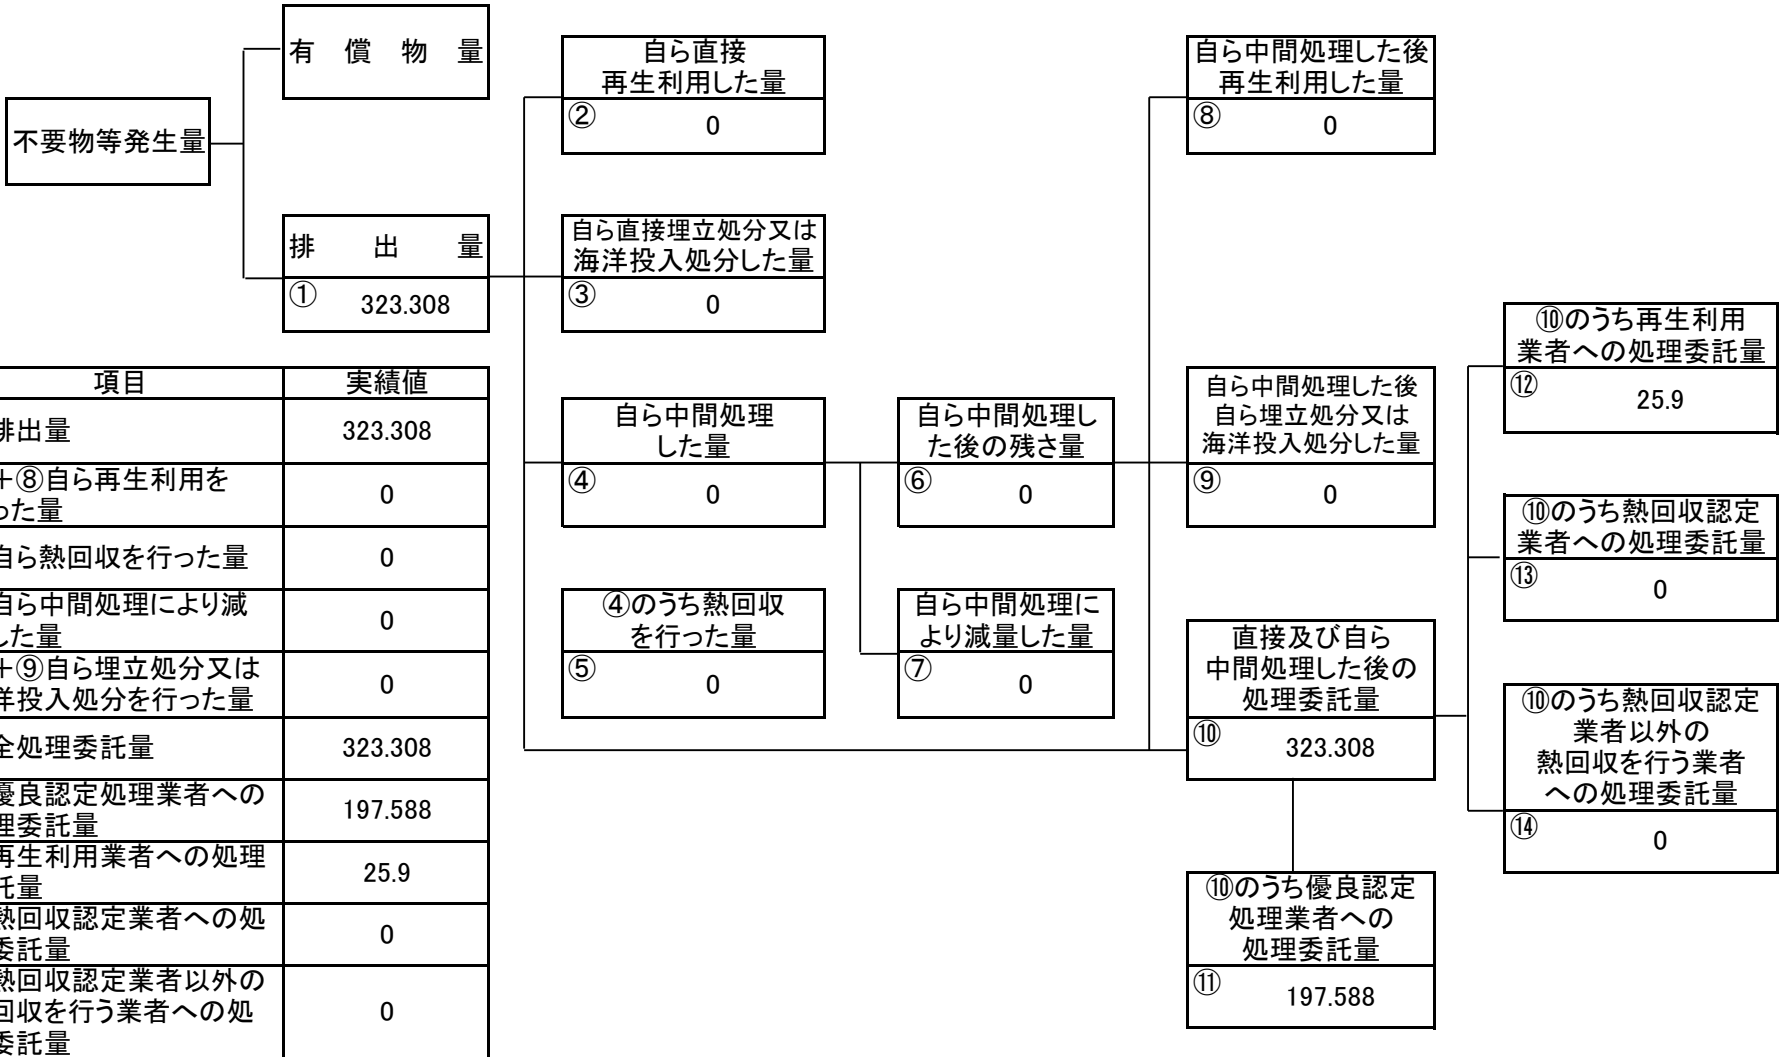 有 償 物 量
不要物等発生量
排 出 量
① 323.308
自ら直接
再生利用した量
② 0
自ら直接埋立処分又は
海洋投入処分した量
③ 0
自ら中間処理
した量
④ 0
④のうち熱回収
を行った量
⑤ 0
自ら中間処理し
た後の残さ量
⑥ 0
自ら中間処理に
より減量した量
⑦ 0
自ら中間処理した後
再生利用した量
⑧ 0
自ら中間処理した後
自ら埋立処分又は
海洋投入処分した量
⑨ 0
直接及び自ら
中間処理した後の
処理委託量
⑩ 323.308
⑩のうち優良認定
処理業者への
処理委託量
⑪ 197.588
⑩のうち再生利用
業者への処理委託量
⑫ 25.9
⑩のうち熱回収認定
業者への処理委託量
⑬ 0
⑩のうち熱回収認定
業者以外の
熱回収を行う業者
への処理委託量
⑭ 0
項目 実績値
排出量 323.308
+⑧自ら再生利用を
った量 0
自ら熱回収を行った量 0
自ら中間処理により減
した量 0
+⑨自ら埋立処分又は
洋投入処分を行った量 0
全処理委託量 323.308
優良認定処理業者への
理委託量 197.588
再生利用業者への処理
託量 25.9
熱回収認定業者への処
委託量 0
熱回収認定業者以外の
回収を行う業者への処
委託量 0